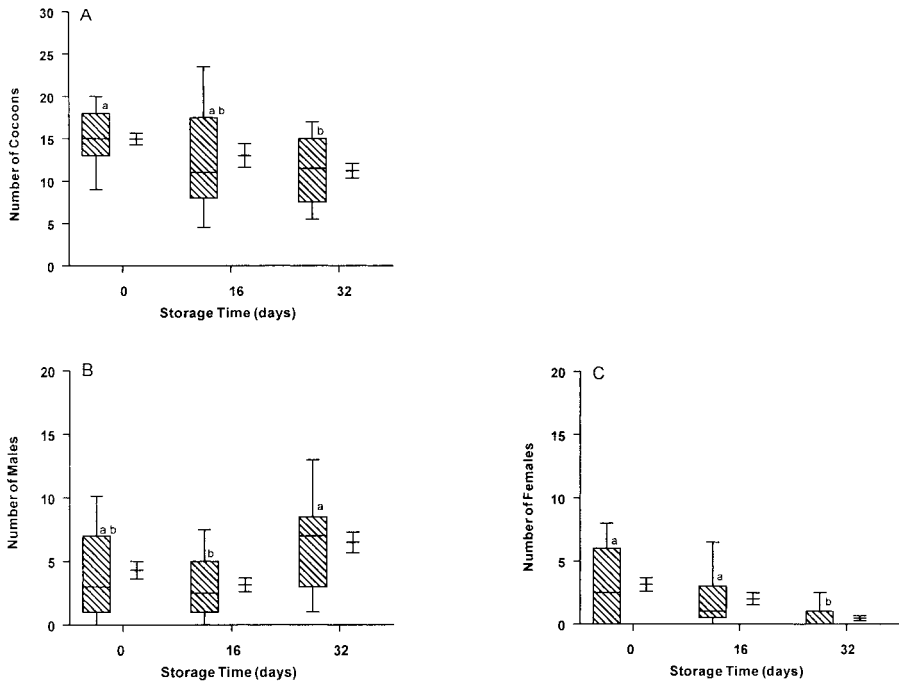 A
30
25
20
15
10
5
0
Number of Cocoons
a
a b
b
0 16 32
Storage Time (days)
B
20
15
10
5
0
Number of Males
a b
b
a
0 16 32
Storage Time (days)
C
20
15
10
5
0
Number of Females
a
a
b
0 16 32
Storage Time (days)